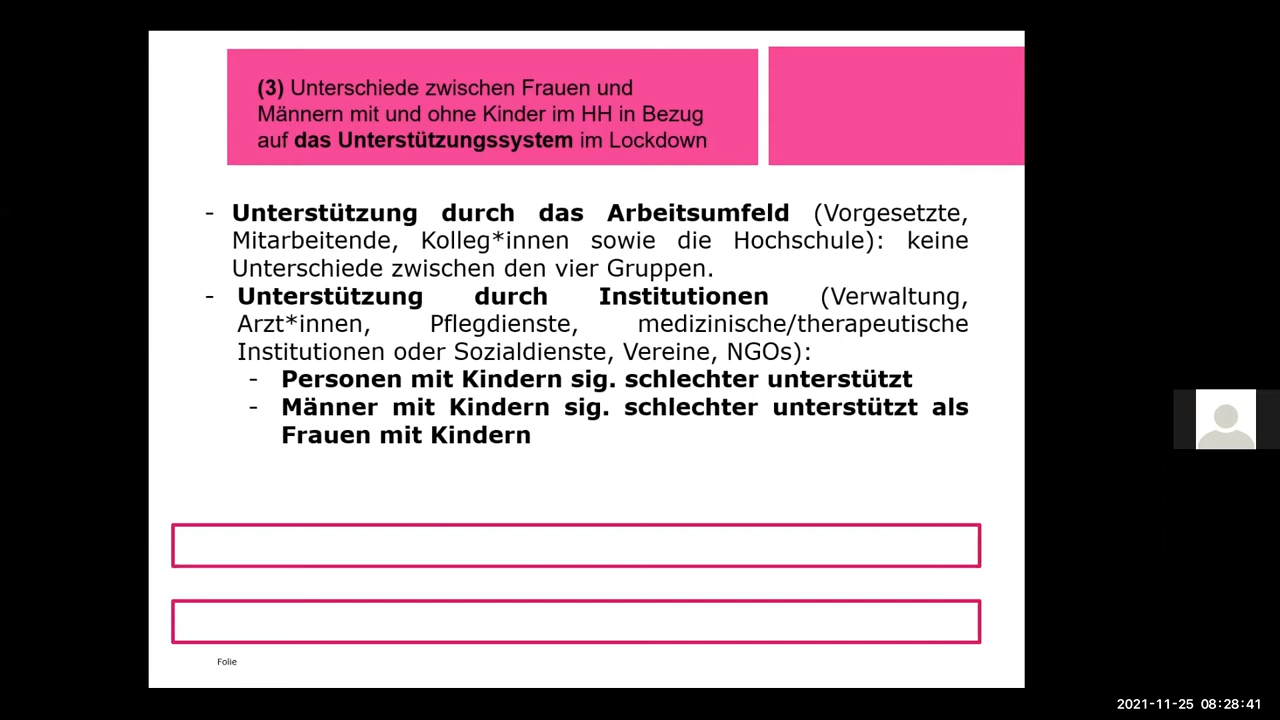 (3) Unterschiede zwischen Frauen und
Männern mit und ohne Kinder im HH in Bezug
auf das Unterstützungssystem im Lockdown
- Unterstützung durch das Arbeitsumfeld (Vorgesetzte,
Mitarbeitende, Kolleg*innen sowie die Hochschule): keine
Unterschiede zwischen den vier Gruppen.
- Unterstützung durch Institutionen (Verwaltung,
Arzt*innen, Pflegdienste, medizinische/therapeutische
Institutionen oder Sozialdienste, Vereine, NGOs):
- Personen mit Kindern sig. schlechter unterstützt
- Männer mit Kindern sig. schlechter unterstützt als
Frauen mit Kindern
Folie
2021-11-25 08:28:41